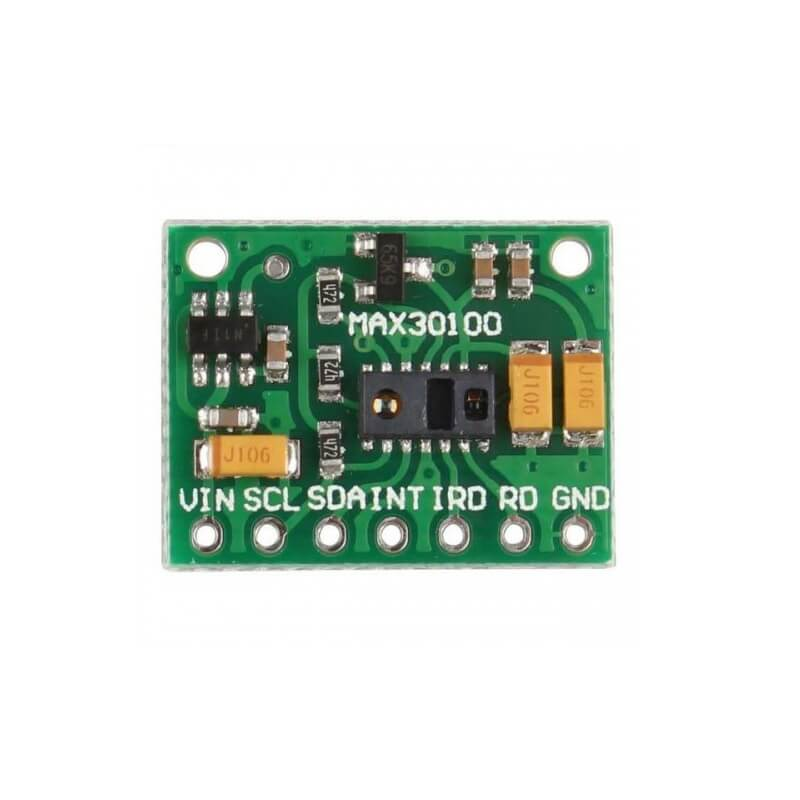 65K9
472
MAX30100
472
J106
J106
472
J106
VIN SCL SDA INT IRD RD GND